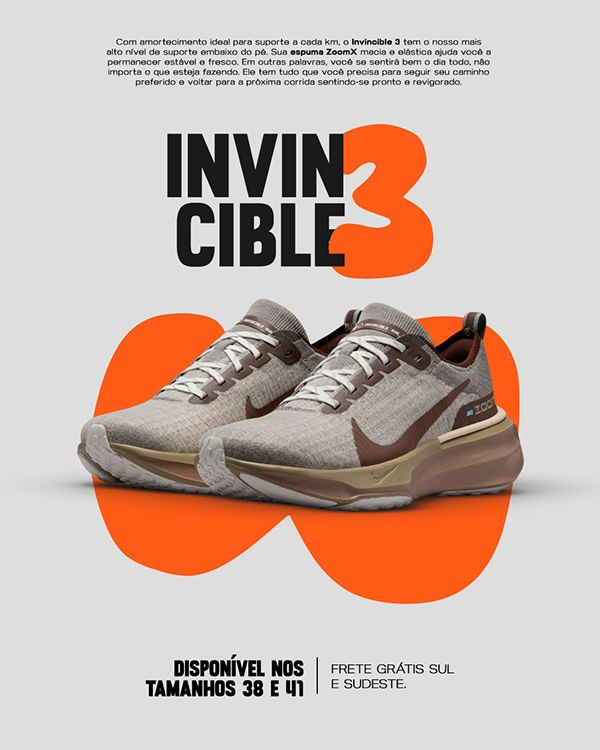 Com amortecimento ideal para suporte a cada km, o Invincible 3 tem o nosso mais
alto nível de suporte embaixo do pé. Sua espuma ZoomX macia e elástica ajuda você a
permanecer estável e fresco. Em outras palavras, você se sentirá bem o dia todo, não
importa o que esteja fazendo. Ele tem tudo que você precisa para seguir seu caminho
preferido e voltar para a próxima corrida sentindo-se pronto e revigorado.
INVIN
CIBLE
3
DISPONÍVEL NOS
TAMANHOS 38 E 41
FRETE GRÁTIS SUL
E SUDESTE.